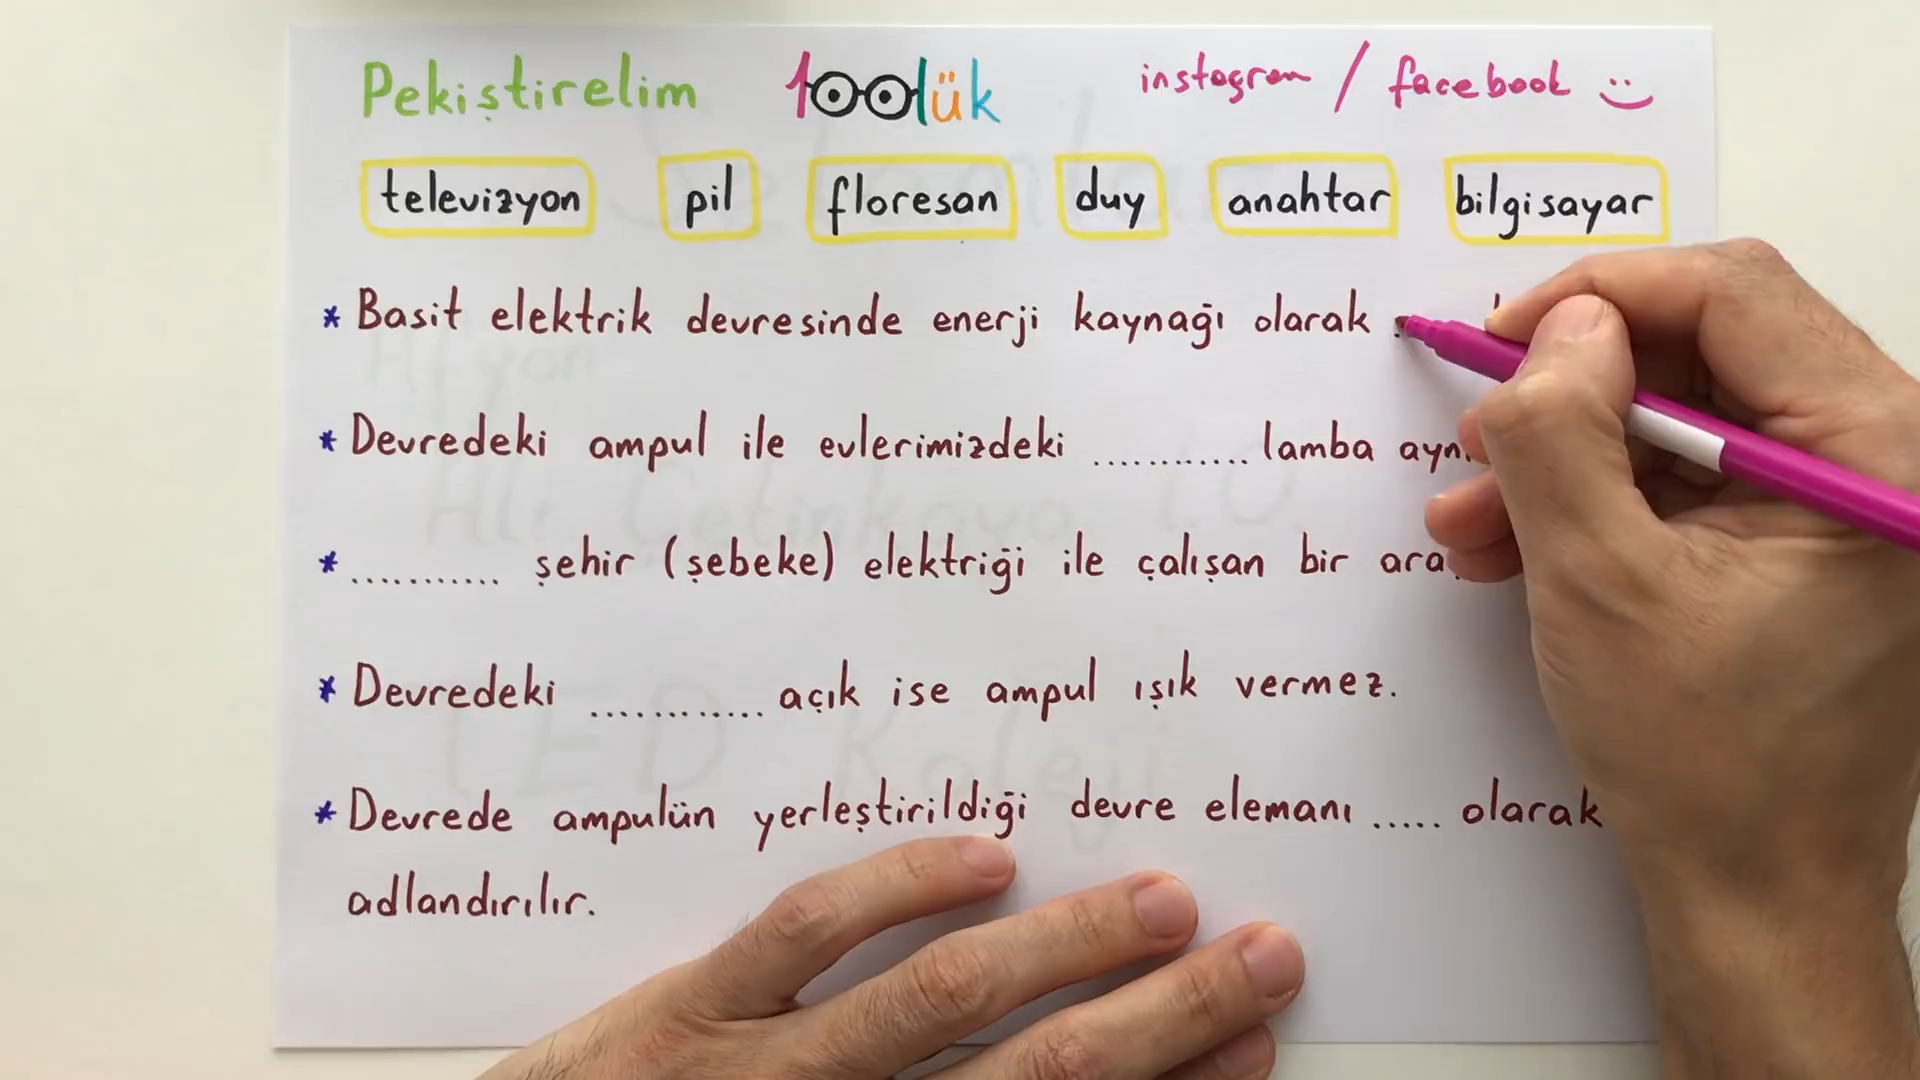 Pekiştirelim 100lük instagram / facebook
televizyon pil floresan duy anahtar bilgisayar
* Basit elektrik devresinde enerji kaynağı olarak
* Devredeki ampul ile evlerimizdeki ............ lamba
* ........... şehir (şebeke) elektriği ile çalışan bir
* Devredeki ............ açık ise ampul ışık vermez.
* Devrede ampulün yerleştirildiği devre elemanı ..... olarak
adlandırılır.